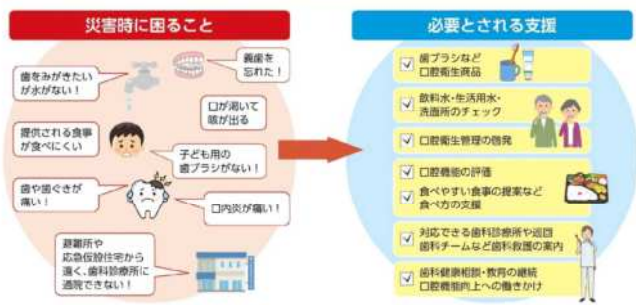 災害時に困ること
歯をみがきたい
が水がない！
義歯を
忘れた！
口が渇いて
咳が出る
提供される食事
が食べにくい
子ども用の
歯ブラシがない！
歯や歯ぐきが
痛い！
口内炎が痛い！
避難所や
応急仮設住宅から
遠く、歯科診療所に
通院できない！
必要とされる支援
歯ブラシなど
口腔衛生商品
飲料水・生活用水・
洗面所のチェック
口腔衛生管理の啓発
口腔機能の評価
食べやすい食事の提案など
食べ方の支援
対応できる歯科診療所や巡回
歯科チームなど歯科救護の案内
歯科健康相談・教育の継続
口腔機能向上への働きかけ